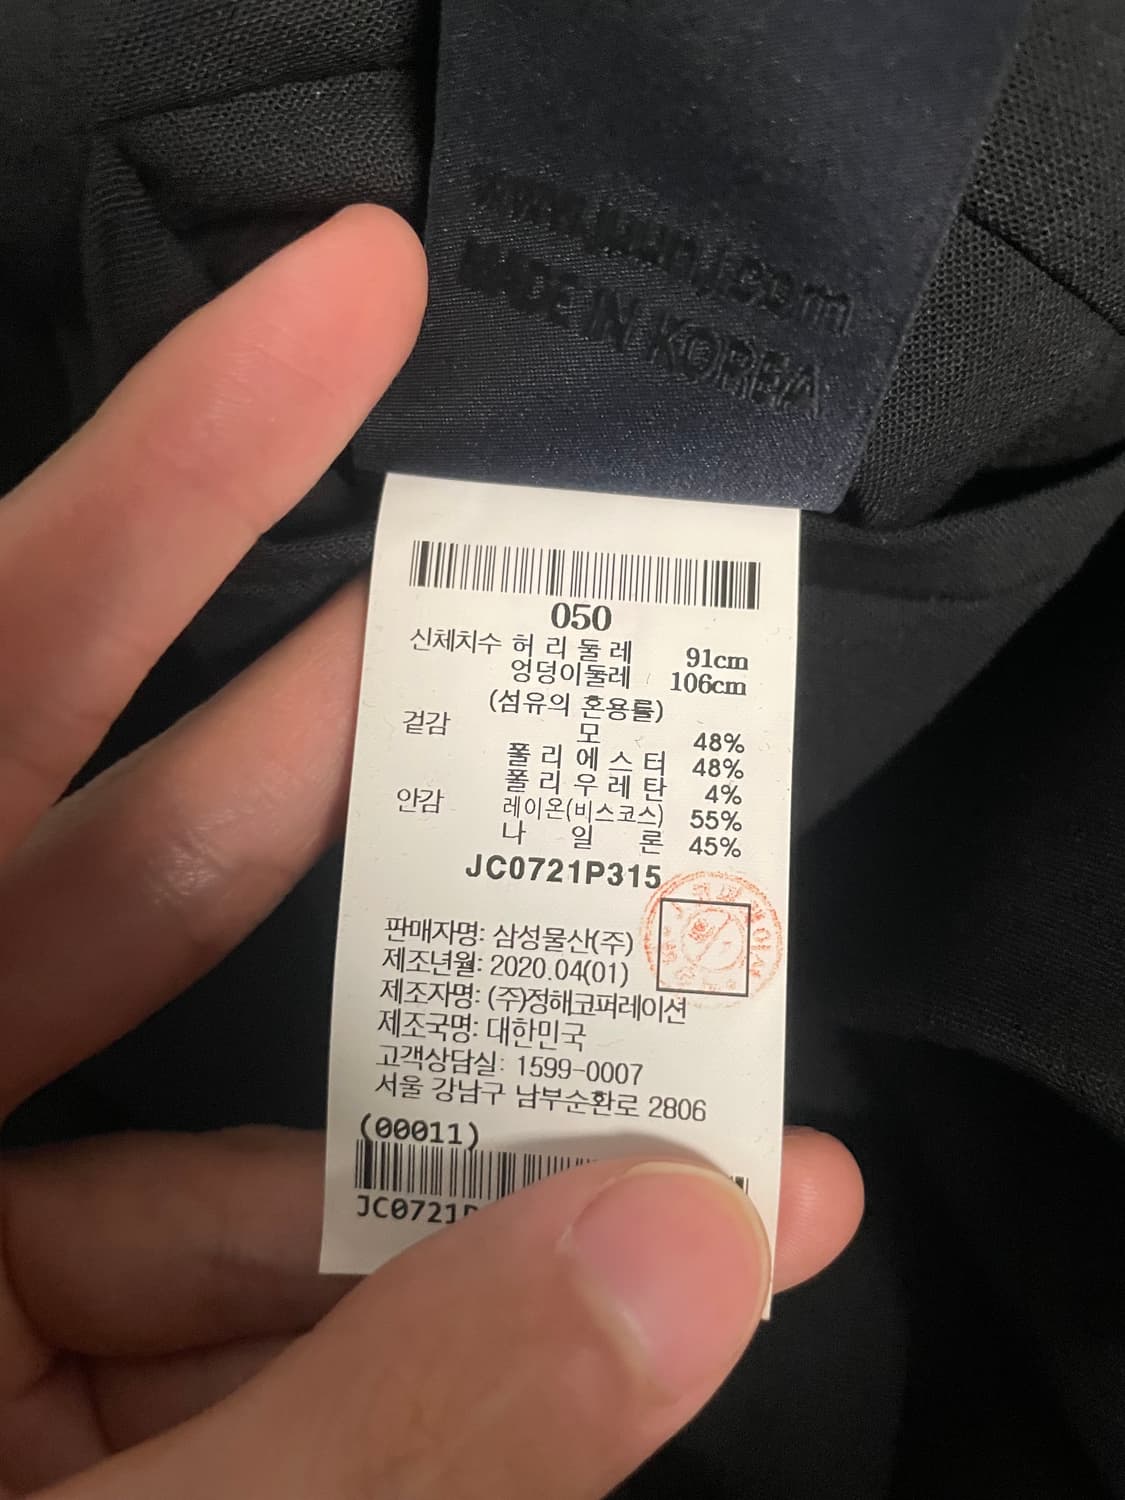 MADE IN KOREA
050
신체치수 허 리 둘 레 91cm
엉덩이둘레 106cm
(섬유의 혼용률)
겉감 모 48%
폴 리 에 스 터 48%
폴 리 우 레 탄 4%
안감 레이온(비스코스) 55%
나 일 론 45%
JC0721P315
판매자명: 삼성물산(주)
제조년월: 2020.04(01)
제조자명: (주)정해코퍼레이션
제조국명: 대한민국
고객상담실: 1599-0007
서울 강남구 남부순환로 2806
(00011)
JC0721P